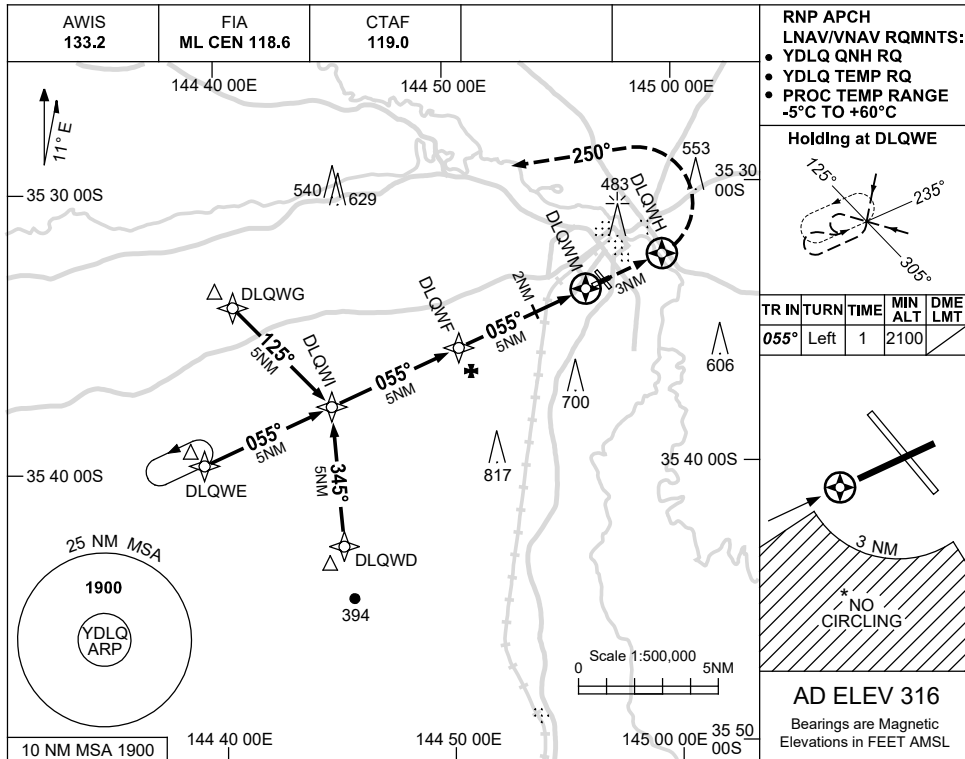 AWIS
133.2
FIA
ML CEN 118.6
CTAF
119.0
RNP APCH
LNAV/VNAV RQMNTS:
• YDLQ QNH RQ
• YDLQ TEMP RQ
• PROC TEMP RANGE
-5°C TO +60°C
144 40 00E
144 50 00E
145 00 00E
11° E
35 30 00S
540
629
250°
553
35 30
00S
483
DLQWH
DLQWM
3NM
2NM
DLQWG
DLQWF
055°
5NM
125°
5NM
DLQWI
055°
5NM
606
700
055°
5NM
35 40 00S
817
35 40 00S
DLQWE
345°
5NM
DLQWD
394
25 NM MSA
1900
YDLQ
ARP
Scale 1:500,000
0
5NM
10 NM MSA 1900
144 40 00E
144 50 00E
145 00 00E
35 50
00S
Holding at DLQWE
125°
235°
305°
TR IN TURN TIME MIN ALT DME LMT
055° Left 1 2100
3 NM
* NO
CIRCLING
AD ELEV 316
Bearings are Magnetic
Elevations in FEET AMSL